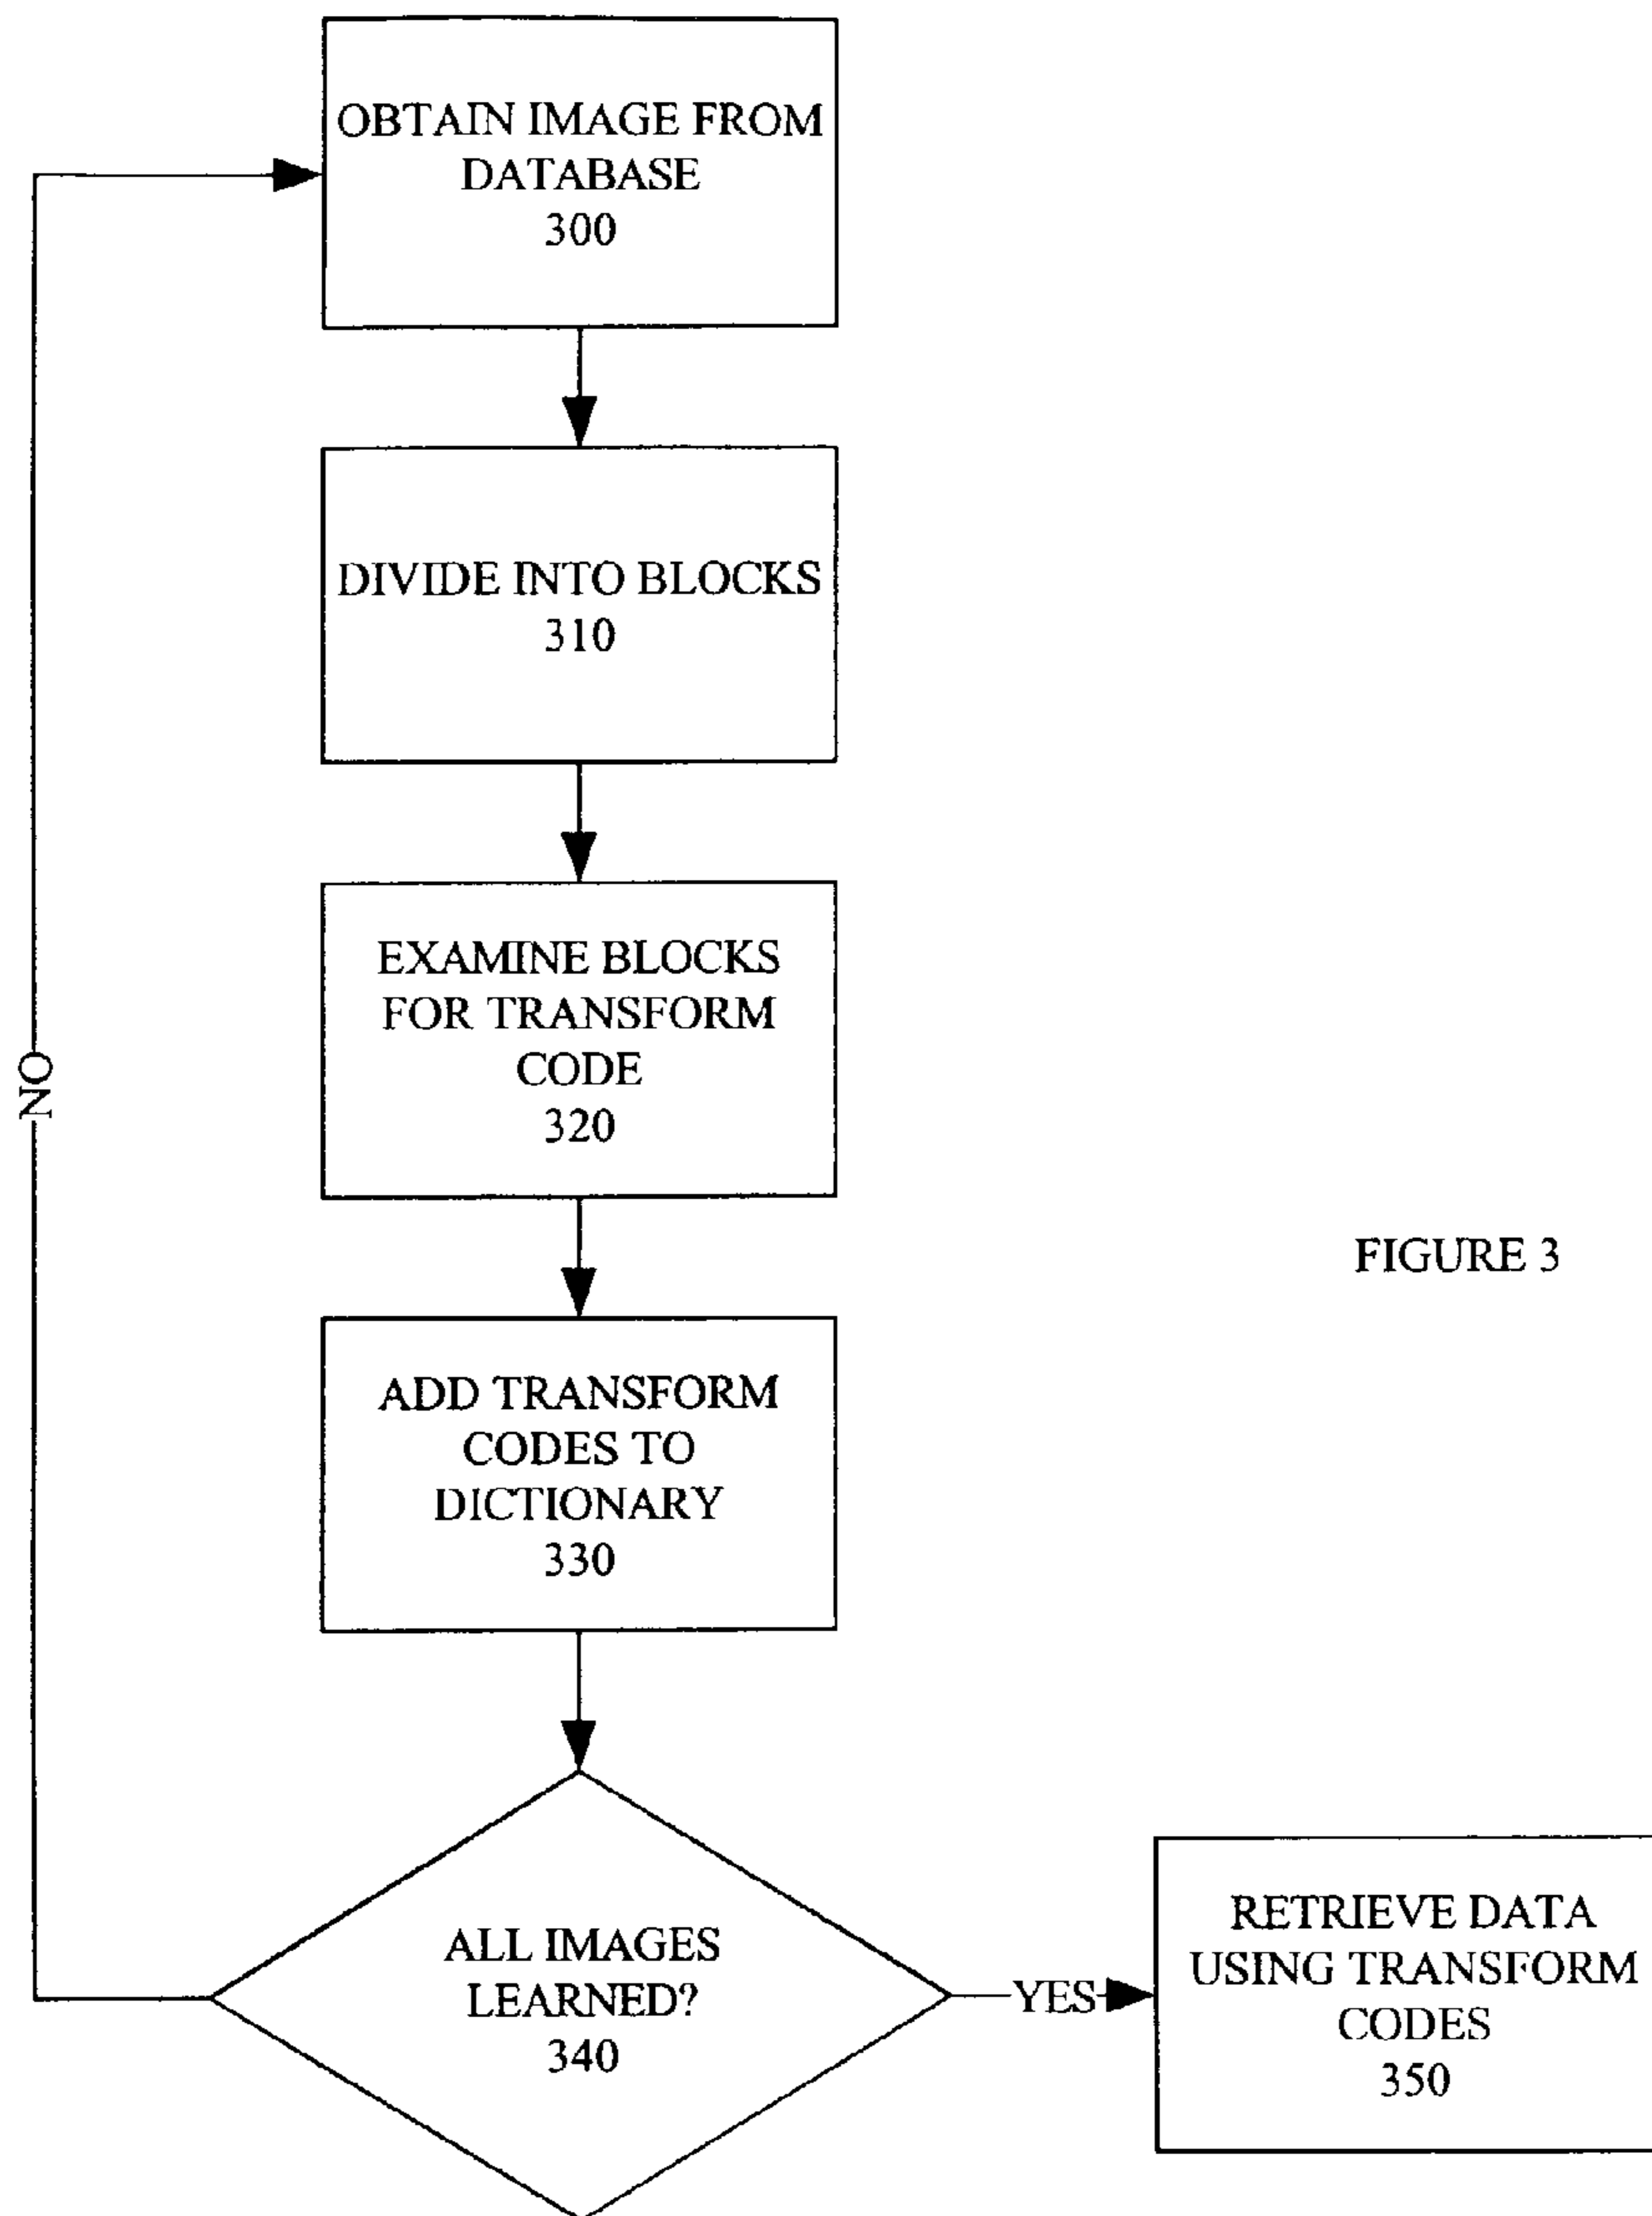 OBTAIN IMAGE FROM
DATABASE
300
DIVIDE INTO BLOCKS
310
EXAMINE BLOCKS
FOR TRANSFORM
CODE
320
NO
FIGURE 3
ADD TRANSFORM
CODES TO
DICTIONARY
330
ALL IMAGES
LEARNED?
340
YES
RETRIEVE DATA
USING TRANSFORM
CODES
350